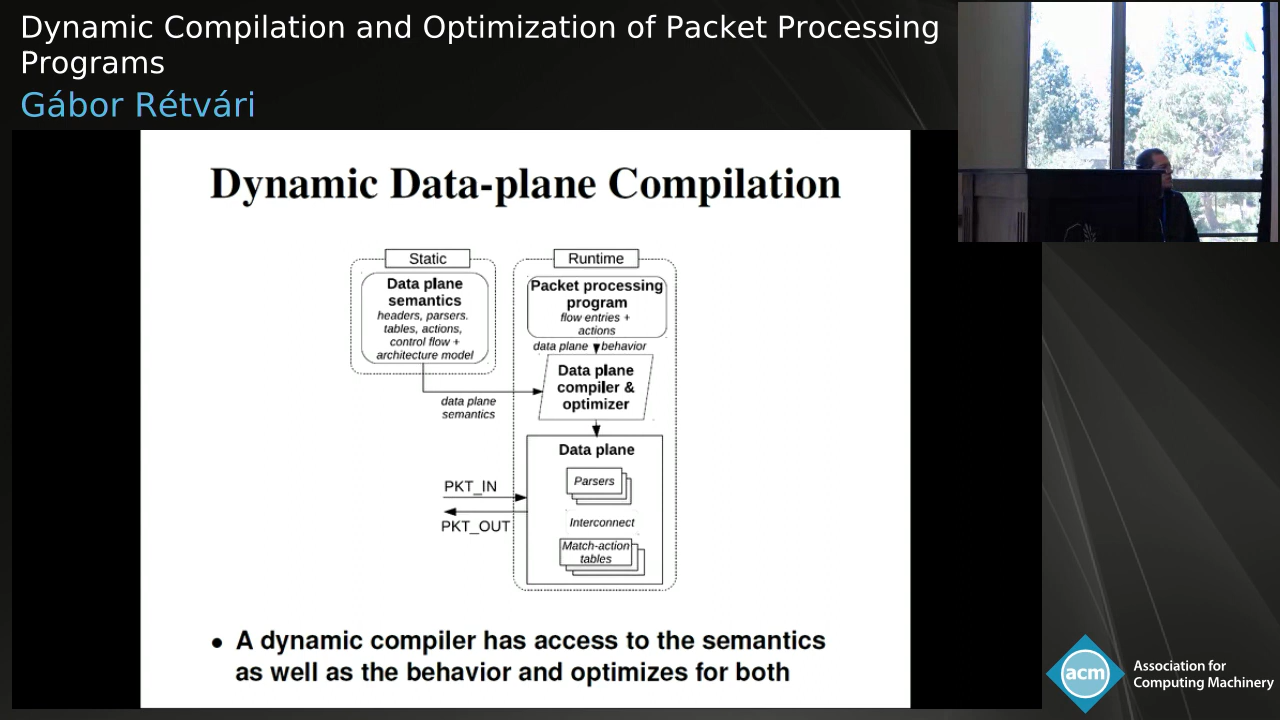 Dynamic Compilation and Optimization of Packet Processing
Programs
Gábor Rétvári
Dynamic Data-plane Compilation
Static
Data plane
semantics
headers, parsers.
tables, actions,
control flow +
architecture model
data plane
semantics
Runtime
Packet processing
program
flow entries +
actions
data plane behavior
Data plane
compiler &
optimizer
Data plane
Parsers
Interconnect
Match-action
tables
PKT_IN
PKT_OUT
• A dynamic compiler has access to the semantics
as well as the behavior and optimizes for both
acm
Association for
Computing Machinery